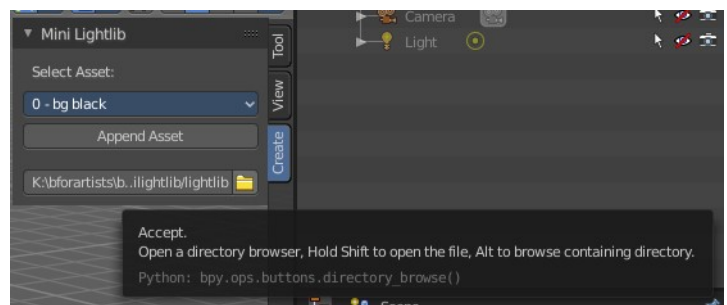 Mini Lightlib
Select Asset:
0 - bg black
Append Asset
K:\bforartists\b..ilightlib/lightlib
Tool
View
Create
Camera
Light
Accept.
Open a directory browser, Hold Shift to open the file, Alt to browse containing directory.
Python: bpy.ops.buttons.directory_browse()
Scene